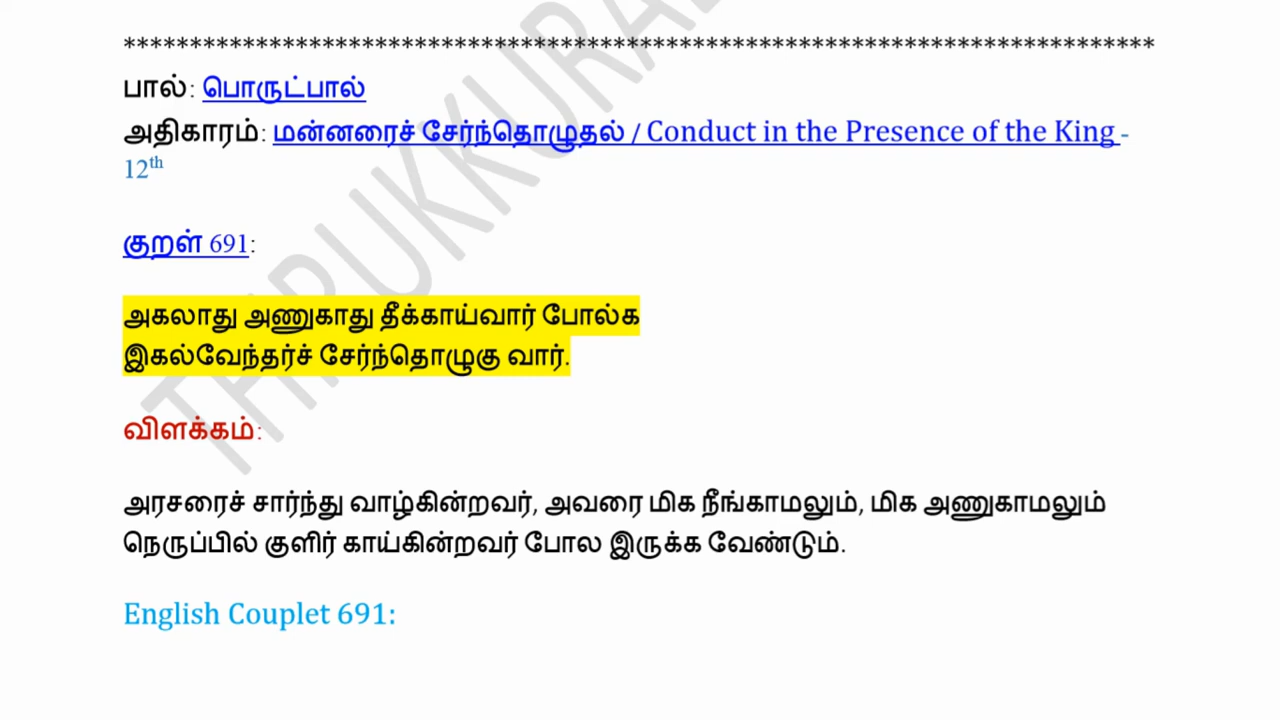 ******************************************************************************
பால்: பொருட்பால்
அதிகாரம்: மன்னரைச் சேர்ந்தொழுதல் / Conduct in the Presence of the King -
12th
குறள் 691:
அகலாது அணுகாது தீக்காய்வார் போல்க
இகல்வேந்தர்ச் சேர்ந்தொழுகு வார்.
விளக்கம்:
அரசரைச் சார்ந்து வாழ்கின்றவர், அவரை மிக நீங்காமலும், மிக அணுகாமலும்
நெருப்பில் குளிர் காய்கின்றவர் போல இருக்க வேண்டும்.
English Couplet 691:
THIRUKKURAL